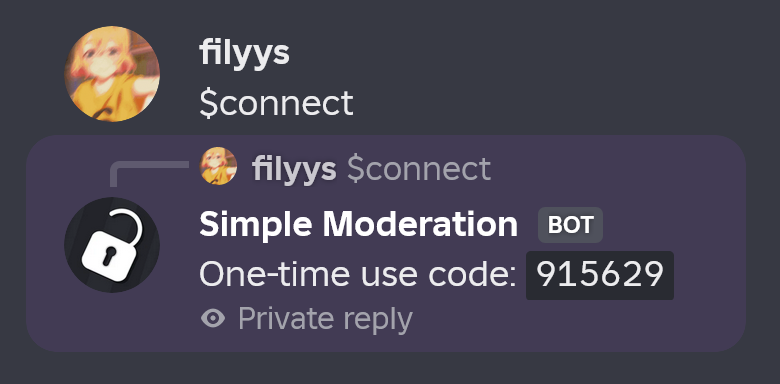 filyys
$connect
filyys $connect
Simple Moderation BOT
One-time use code: 915629
Private reply